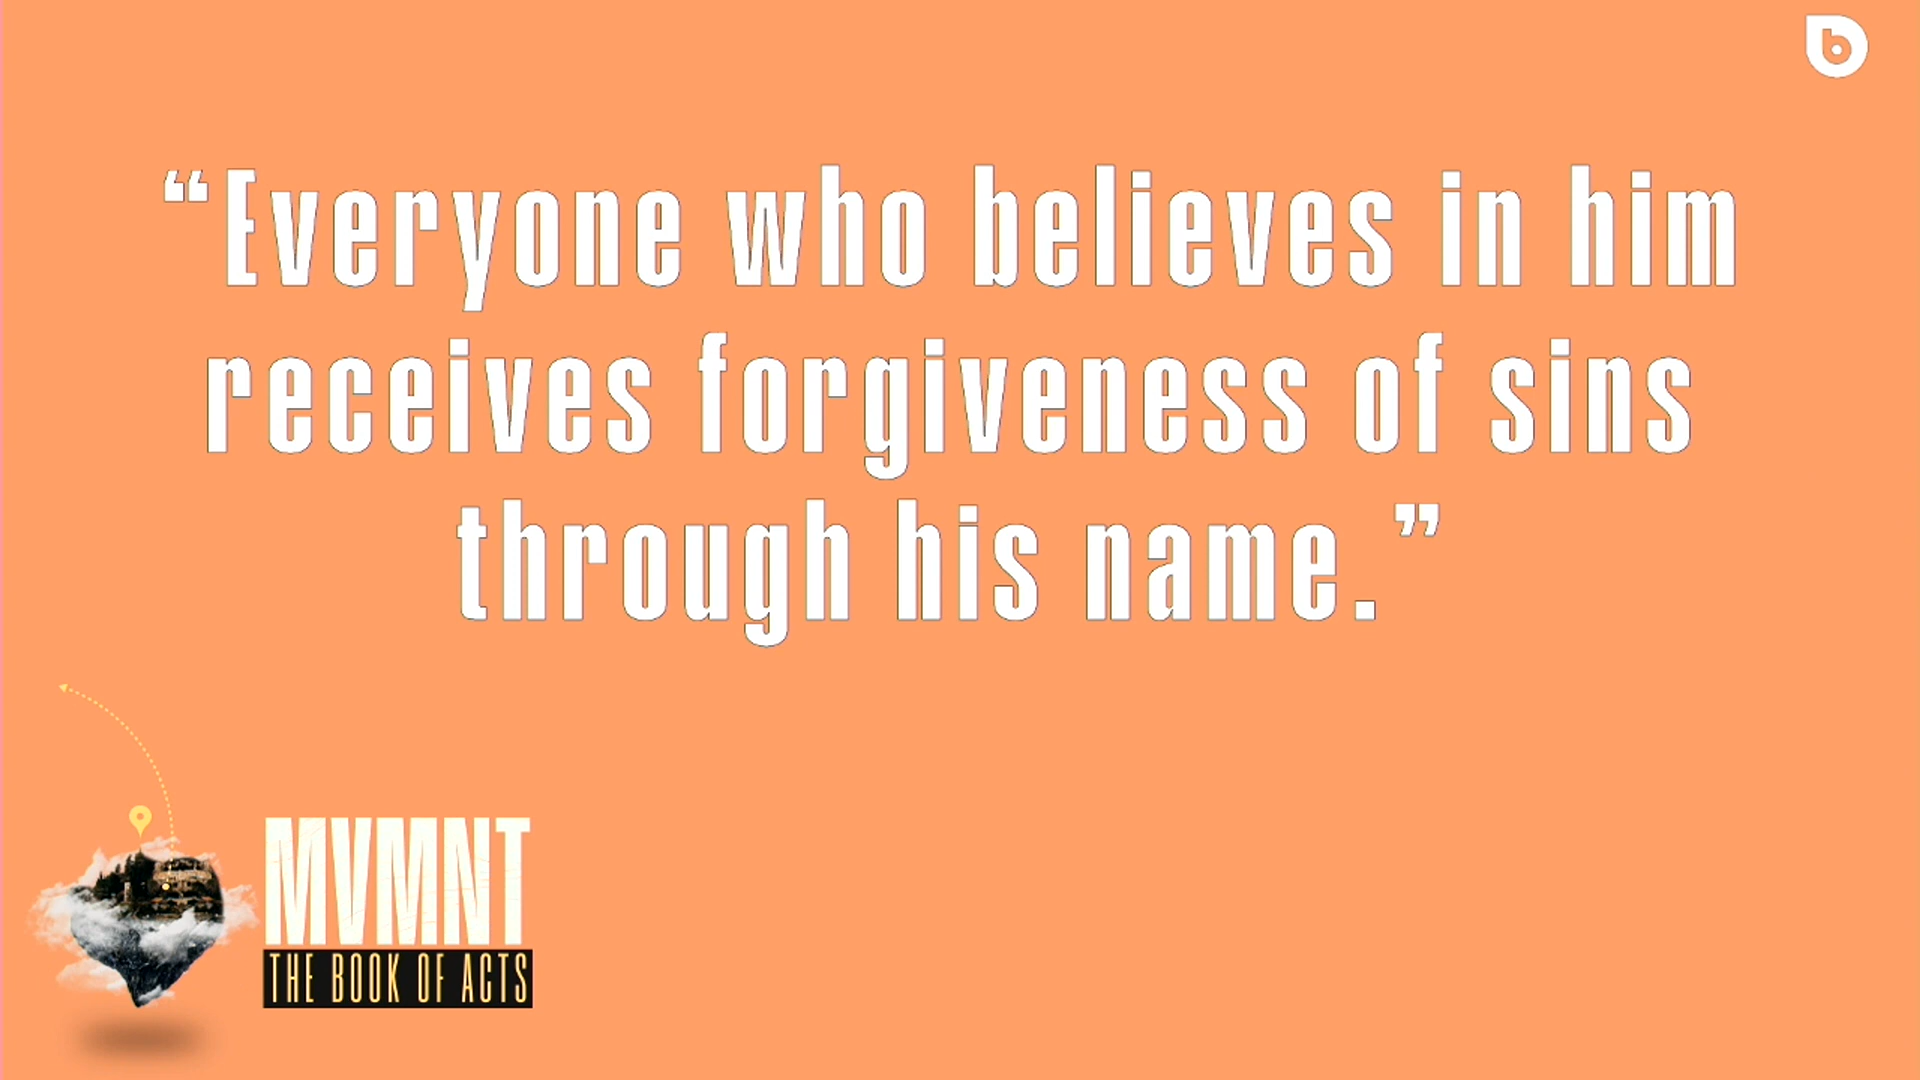 b
“Everyone who believes in him
receives forgiveness of sins
through his name.”
MVMNT
THE BOOK OF ACTS